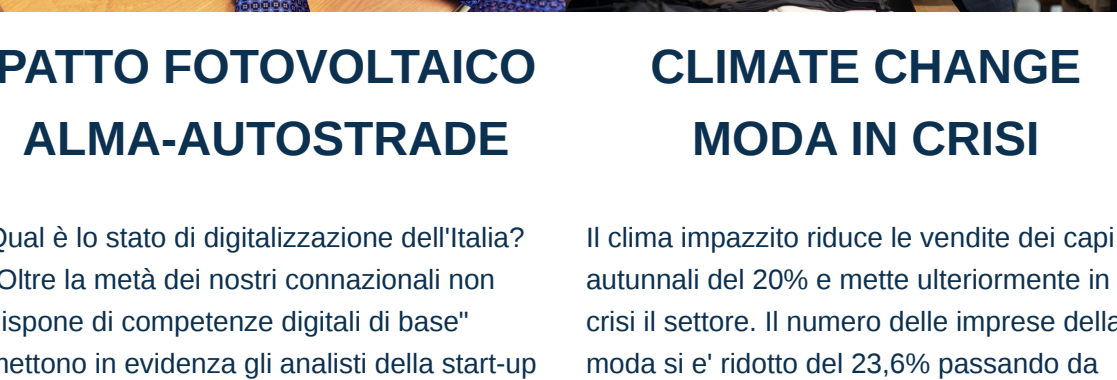 PATTO FOTOVOLTAICO
ALMA-AUTOSTRADE
Qual è lo stato di digitalizzazione dell'Italia?
Oltre la metà dei nostri connazionali non
dispone di competenze digitali di base"
mettono in evidenza gli analisti della start-up
CLIMATE CHANGE
MODA IN CRISI
Il clima impazzito riduce le vendite dei capi
autunnali del 20% e mette ulteriormente in
crisi il settore. Il numero delle imprese della
moda si e' ridotto del 23,6% passando da